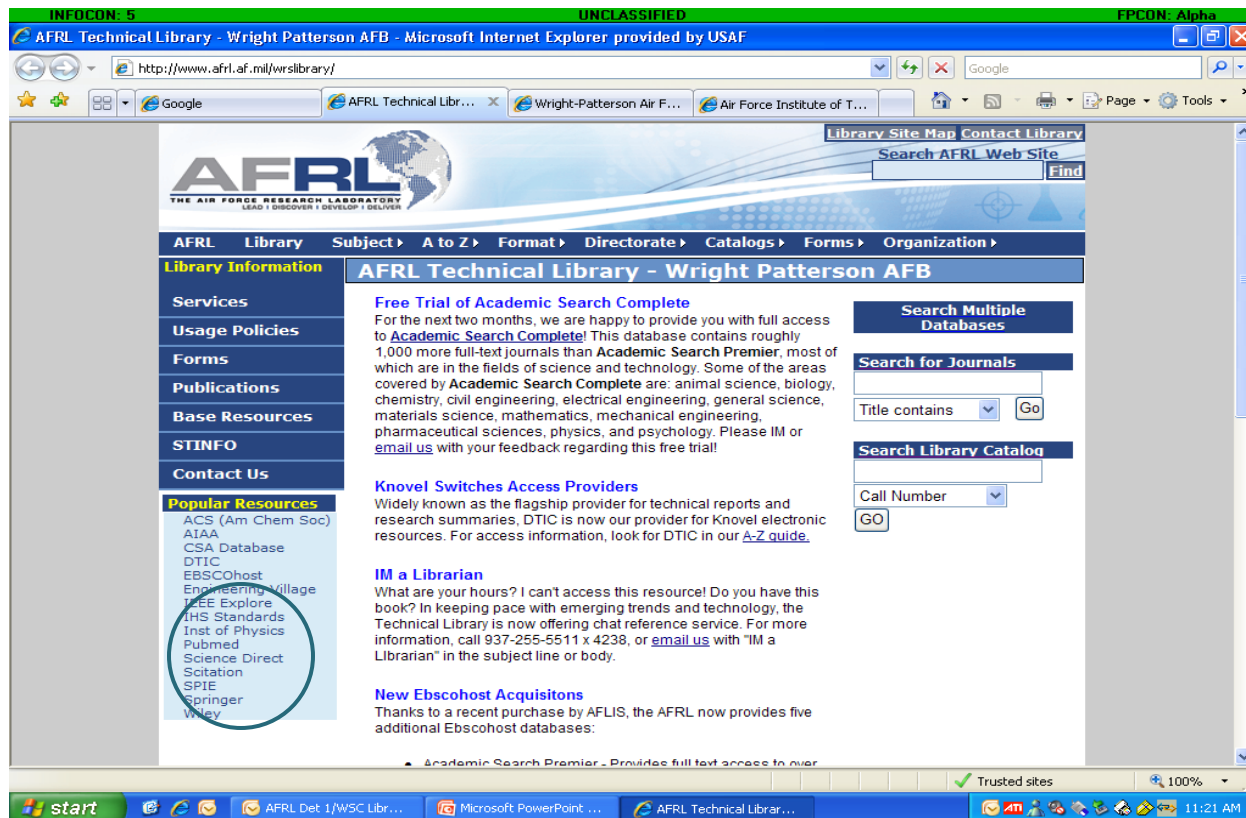 INFOCON: 5 UNCLASSIFIED FPCON: Alpha
AFRL Technical Library - Wright Patterson AFB - Microsoft Internet Explorer provided by USAF
http://www.afrl.af.mil/wrslibrary/ Google
Google AFRL Technical Libr... Wright-Patterson Air F... Air Force Institute of T... Page Tools
Library Site Map Contact Library
Search AFRL Web Site
Find
AFRL
THE AIR FORCE RESEARCH LABORATORY
LEAD | DISCOVER | DEVELOP | DELIVER
AFRL Library Subject A to Z Format Directorate Catalogs Forms Organization
Library Information
Services
Usage Policies
Forms
Publications
Base Resources
STINFO
Contact Us
Popular Resources
ACS (Am Chem Soc)
AIAA
CSA Database
DTIC
EBSCOhost
Engineering Village
IEEE Explore
IHS Standards
Inst of Physics
Pubmed
Science Direct
Scitation
SPIE
Springer
Wiley
AFRL Technical Library - Wright Patterson AFB
Free Trial of Academic Search Complete
For the next two months, we are happy to provide you with full access
to Academic Search Complete! This database contains roughly
1,000 more full-text journals than Academic Search Premier, most of
which are in the fields of science and technology. Some of the areas
covered by Academic Search Complete are: animal science, biology,
chemistry, civil engineering, electrical engineering, general science,
materials science, mathematics, mechanical engineering,
pharmaceutical sciences, physics, and psychology. Please IM or
email us with your feedback regarding this free trial!
Knovel Switches Access Providers
Widely known as the flagship provider for technical reports and
research summaries, DTIC is now our provider for Knovel electronic
resources. For access information, look for DTIC in our A-Z guide.
IM a Librarian
What are your hours? I can't access this resource! Do you have this
book? In keeping pace with emerging trends and technology, the
Technical Library is now offering chat reference service. For more
information, call 937-255-5511 x 4238, or email us with "IM a
LIbrarian" in the subject line or body.
New Ebscohost Acquisitons
Thanks to a recent purchase by AFLIS, the AFRL now provides five
additional Ebscohost databases:
Academic Search Premier - Provides full text access to over
Search Multiple
Databases
Search for Journals
Title contains Go
Search Library Catalog
Call Number
GO
Trusted sites 100%
start AFRL Det 1/WSC Libr... Microsoft PowerPoint ... AFRL Technical Librar... ATI 11:21 AM